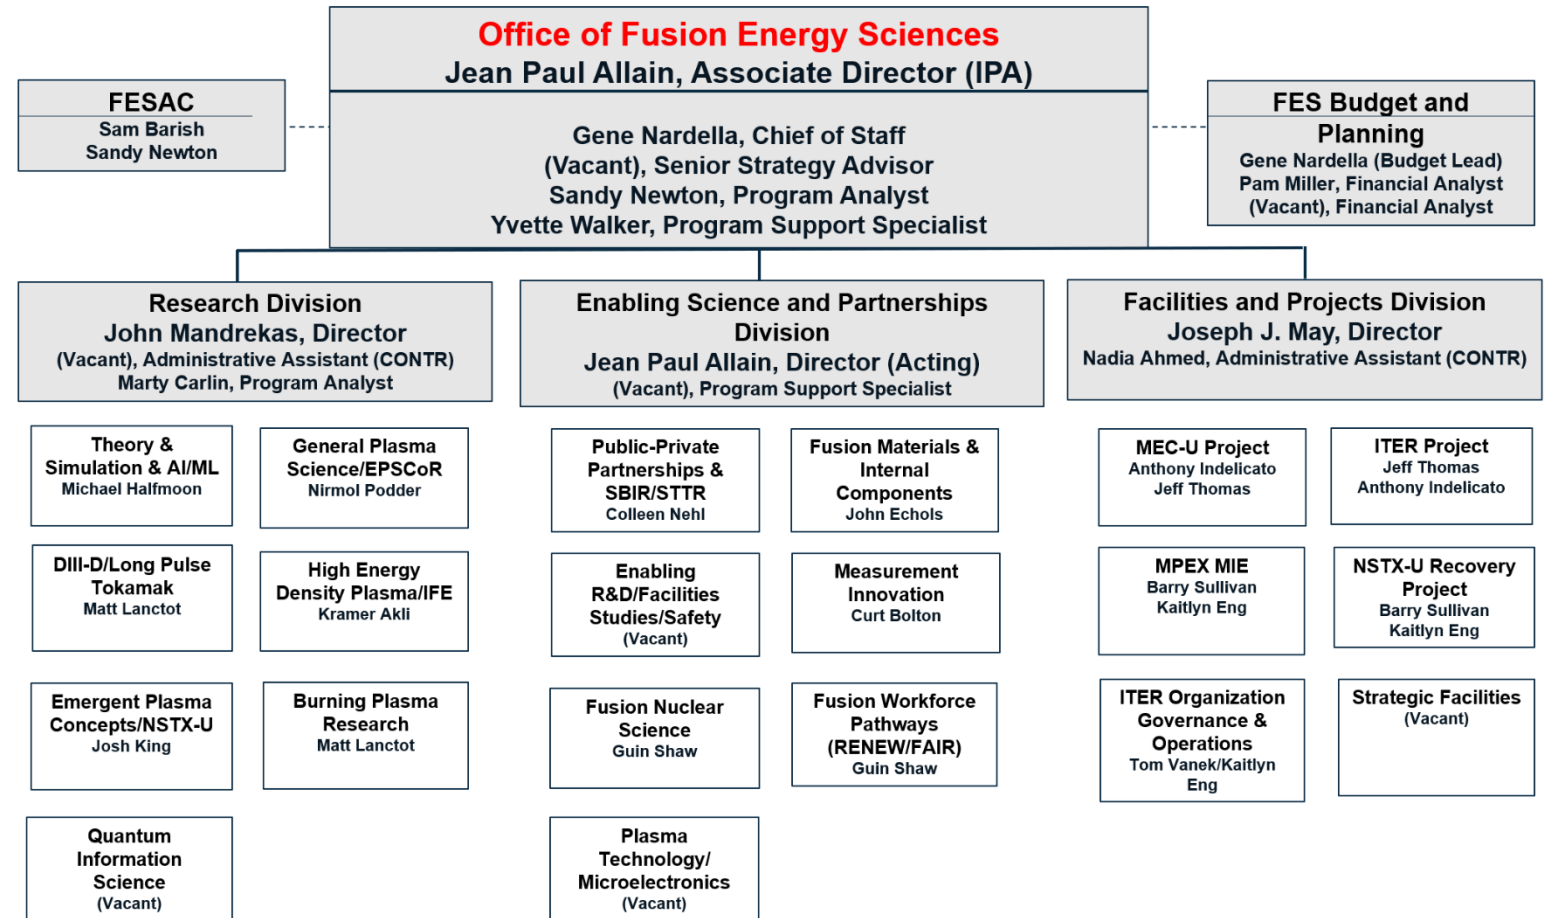 Office of Fusion Energy Sciences
Jean Paul Allain, Associate Director (IPA)
Gene Nardella, Chief of Staff
(Vacant), Senior Strategy Advisor
Sandy Newton, Program Analyst
Yvette Walker, Program Support Specialist
FESAC
Sam Barish
Sandy Newton
FES Budget and
Planning
Gene Nardella (Budget Lead)
Pam Miller, Financial Analyst
(Vacant), Financial Analyst
Research Division
John Mandrekas, Director
(Vacant), Administrative Assistant (CONTR)
Marty Carlin, Program Analyst
Enabling Science and Partnerships
Division
Jean Paul Allain, Director (Acting)
(Vacant), Program Support Specialist
Facilities and Projects Division
Joseph J. May, Director
Nadia Ahmed, Administrative Assistant (CONTR)
Theory &
Simulation & AI/ML
Michael Halfmoon
General Plasma
Science/EPSCoR
Nirmol Podder
DIII-D/Long Pulse
Tokamak
Matt Lanctot
High Energy
Density Plasma/IFE
Kramer Akli
Emergent Plasma
Concepts/NSTX-U
Josh King
Burning Plasma
Research
Matt Lanctot
Quantum
Information
Science
(Vacant)
Public-Private
Partnerships &
SBIR/STTR
Colleen Nehl
Fusion Materials &
Internal
Components
John Echols
Enabling
R&D/Facilities
Studies/Safety
(Vacant)
Measurement
Innovation
Curt Bolton
Fusion Nuclear
Science
Guin Shaw
Fusion Workforce
Pathways
(RENEW/FAIR)
Guin Shaw
Plasma
Technology/
Microelectronics
(Vacant)
MEC-U Project
Anthony Indelicato
Jeff Thomas
ITER Project
Jeff Thomas
Anthony Indelicato
MPEX MIE
Barry Sullivan
Kaitlyn Eng
NSTX-U Recovery
Project
Barry Sullivan
Kaitlyn Eng
ITER Organization
Governance &
Operations
Tom Vanek/Kaitlyn
Eng
Strategic Facilities
(Vacant)